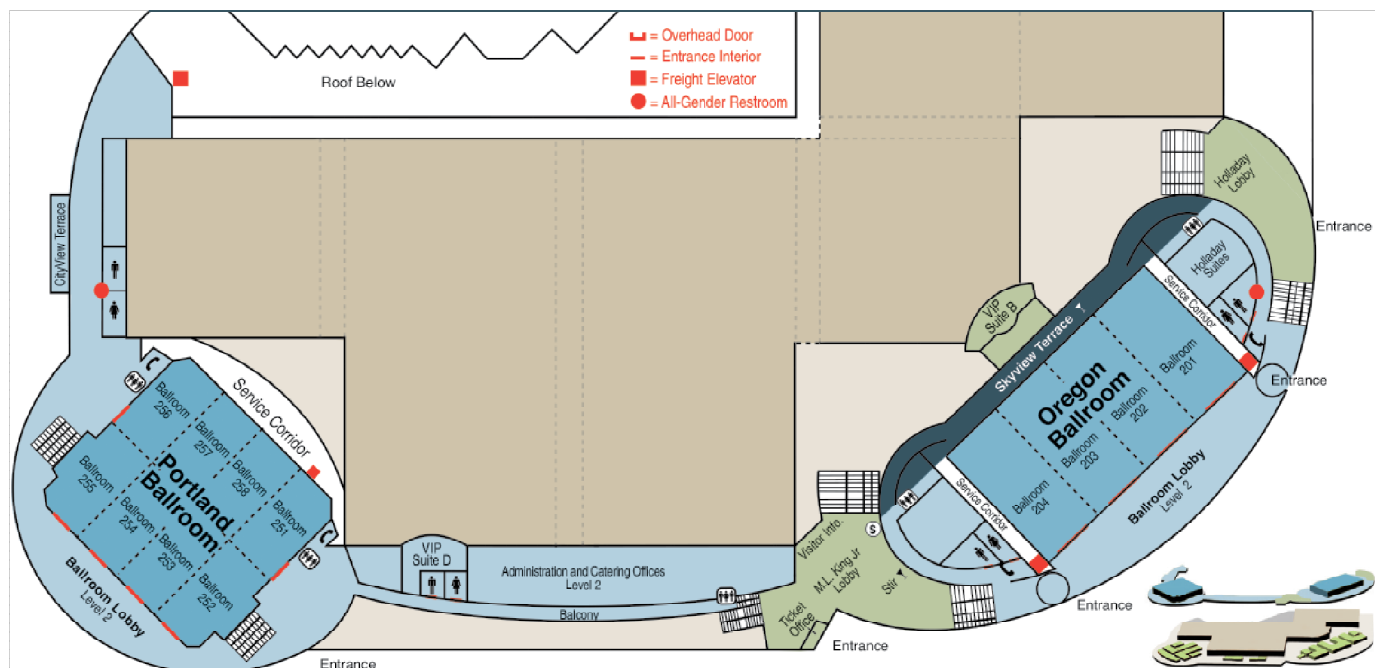 = Overhead Door
= Entrance Interior
= Freight Elevator
= All-Gender Restroom
Roof Below
Holladay
Lobby
Entrance
CityView Terrace
Holladay
Suites
Service Corridor
VIP
Suite B
Skyview Terrace
Oregon
Ballroom
Ballroom
201
Ballroom
202
Ballroom
203
Ballroom
204
Entrance
Service Corridor
Ballroom
256
Ballroom
257
Ballroom
258
Ballroom
251
Portland
Ballroom
Ballroom
255
Ballroom
254
Ballroom
253
Ballroom
252
Ballroom Lobby
Level 2
Service Corridor
Ballroom Lobby
Level 2
$
Visitor Info.
M.L. King Jr
Lobby
Stir
Ticket
Office
VIP
Suite D
Administration and Catering Offices
Level 2
Balcony
Entrance
Entrance
Entrance